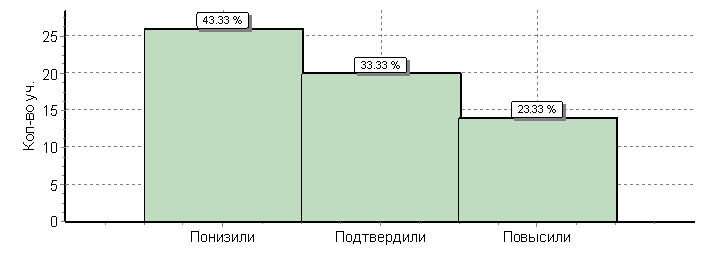 43.33 %
33.33 %
23.33 %
Кол-во уч.
25
20
15
10
5
0
Понизили
Подтвердили
Повысили